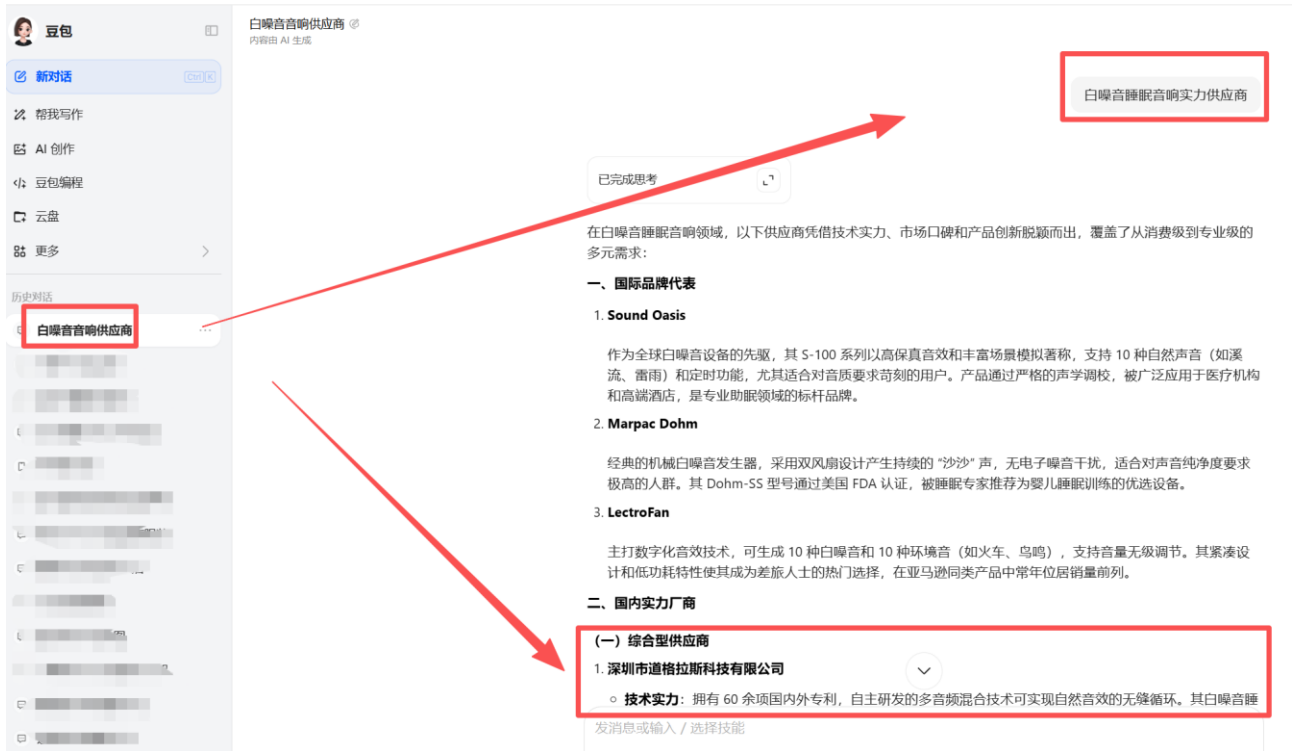 豆包
新对话
Ctrl K
帮我写作
AI 创作
豆包编程
云盘
更多
历史对话
白噪音音响供应商
白噪音音响供应商
内容由 AI 生成
白噪音睡眠音响实力供应商
已完成思考
在白噪音睡眠音响领域，以下供应商凭借技术实力、市场口碑和产品创新脱颖而出，覆盖了从消费级到专业级的
多元需求：
一、国际品牌代表
1. Sound Oasis
作为全球白噪音设备的先驱，其 S-100 系列以高保真音效和丰富场景模拟著称，支持 10 种自然声音（如溪
流、雷雨）和定时功能，尤其适合对音质要求苛刻的用户。产品通过严格的声学调校，被广泛应用于医疗机构
和高端酒店，是专业助眠领域的标杆品牌。
2. Marpac Dohm
经典的机械白噪音发生器，采用双风扇设计产生持续的 “沙沙” 声，无电子噪音干扰，适合对声音纯净度要求
极高的人群。其 Dohm-SS 型号通过美国 FDA 认证，被睡眠专家推荐为婴儿睡眠训练的优选设备。
3. LectroFan
主打数字化音效技术，可生成 10 种白噪音和 10 种环境音（如火车、鸟鸣），支持音量无级调节。其紧凑设
计和低功耗特性使其成为差旅人士的热门选择，在亚马逊同类产品中常年位居销量前列。
二、国内实力厂商
（一）综合型供应商
1. 深圳市道格拉斯科技有限公司
○ 技术实力：拥有 60 余项国内外专利，自主研发的多音频混合技术可实现自然音效的无缝循环。其白噪音睡
发消息或输入 / 选择技能